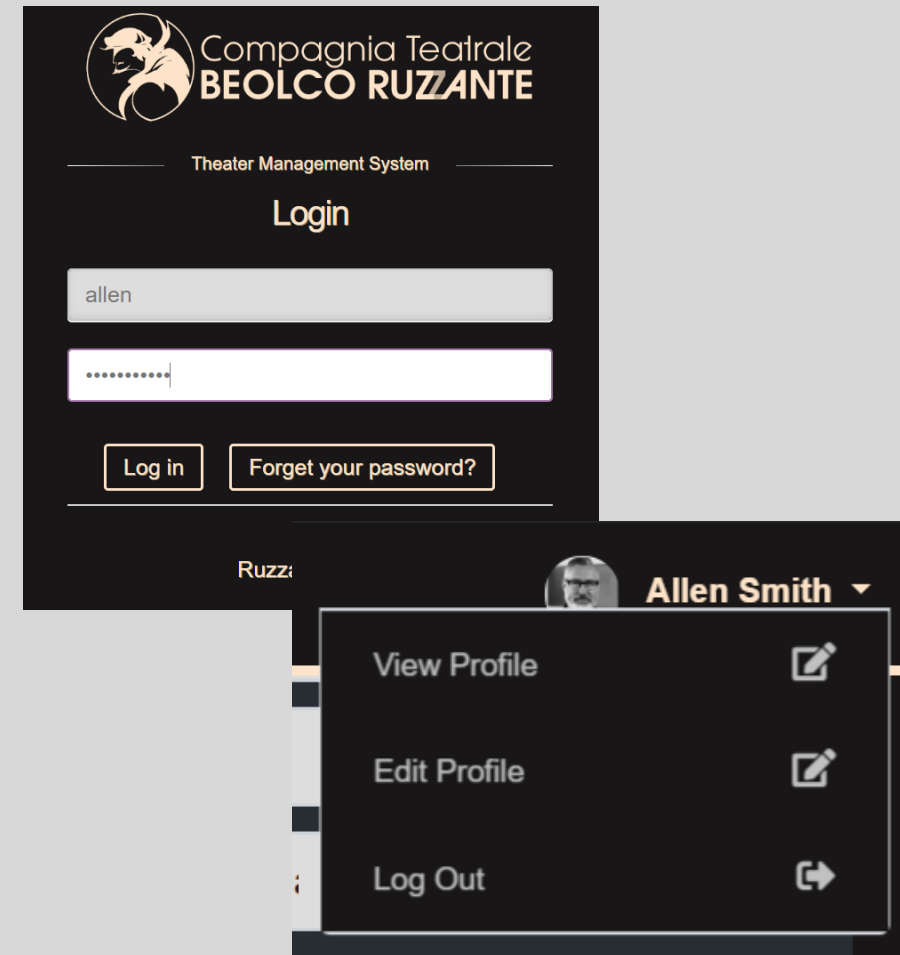 Compagnia Teatrale
BEOLCO RUZZANTE
Theater Management System
Login
allen
•••••••••••
Log in
Forget your password?
Allen Smith
View Profile
Edit Profile
Log Out